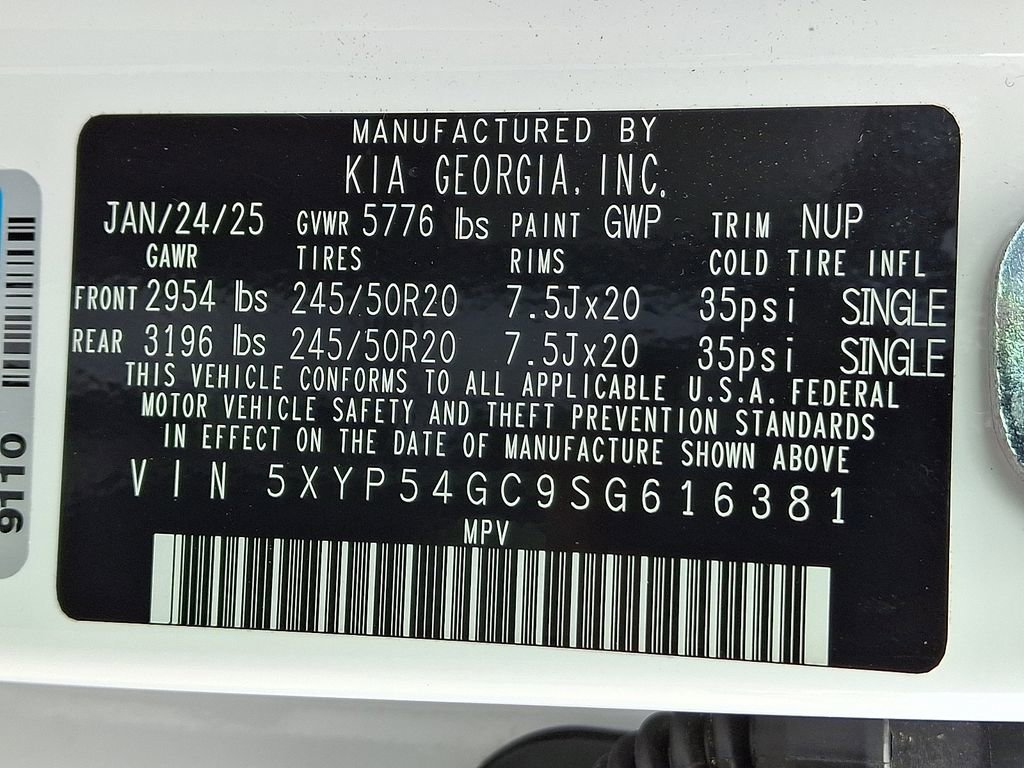 MANUFACTURED BY
KIA GEORGIA, INC.
JAN/24/25 GVWR 5776 lbs PAINT GWP TRIM NUP
GAWR TIRES RIMS COLD TIRE INFL
FRONT 2954 lbs 245/50R20 7.5Jx20 35psi SINGLE
REAR 3196 lbs 245/50R20 7.5Jx20 35psi SINGLE
THIS VEHICLE CONFORMS TO ALL APPLICABLE U.S.A. FEDERAL
MOTOR VEHICLE SAFETY AND THEFT PREVENTION STANDARDS
IN EFFECT ON THE DATE OF MANUFACTURE SHOWN ABOVE
VIN 5XYP54GC9SG616381
MPV
9110